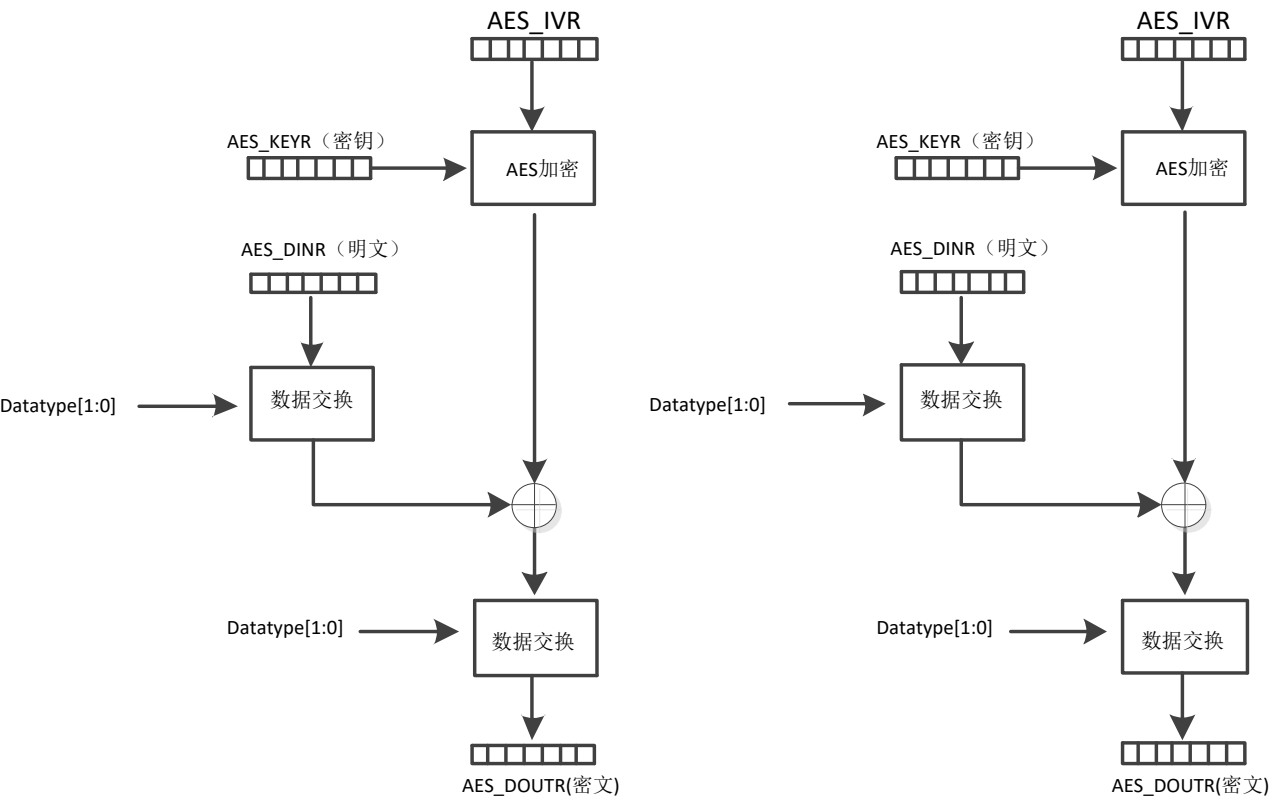 AES_IVR
AES_KEYR（密钥）
AES加密
AES_DINR（明文）
Datatype[1:0]
数据交换
Datatype[1:0]
数据交换
AES_DOUTR(密文)
AES_IVR
AES_KEYR（密钥）
AES加密
AES_DINR（明文）
Datatype[1:0]
数据交换
Datatype[1:0]
数据交换
AES_DOUTR(密文)